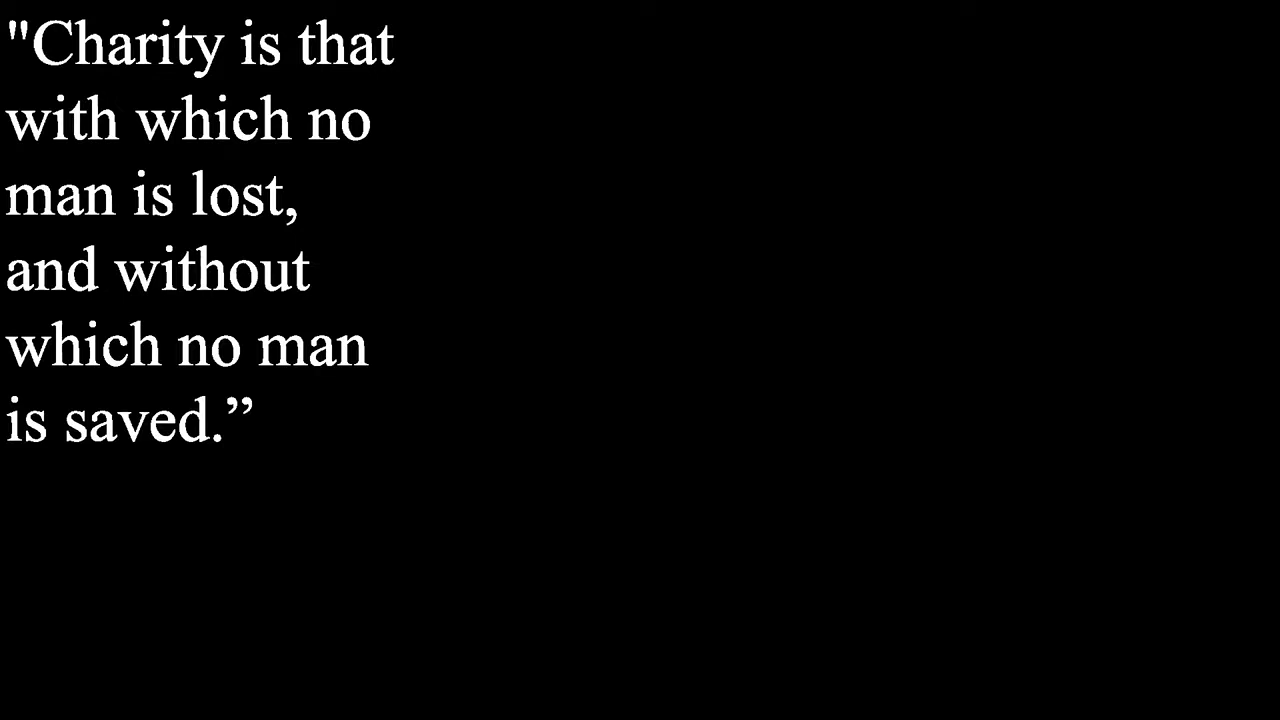 "Charity is that
with which no
man is lost,
and without
which no man
is saved.”